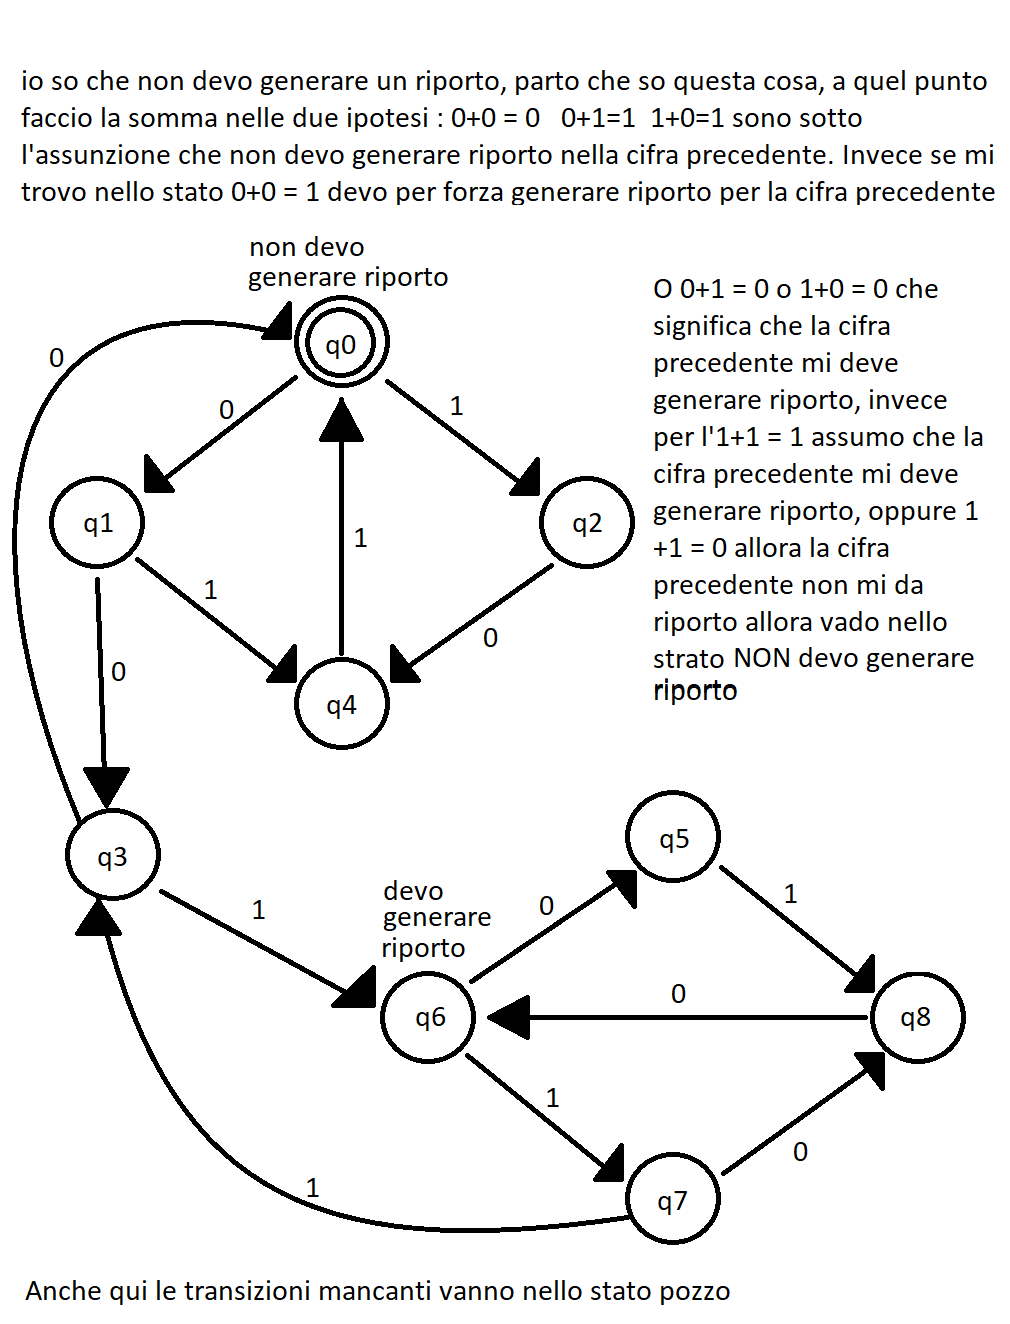 io so che non devo generare un riporto, parto che so questa cosa, a quel punto
faccio la somma nelle due ipotesi : 0+0 = 0   0+1=1  1+0=1 sono sotto
l'assunzione che non devo generare riporto nella cifra precedente. Invece se mi
trovo nello stato 0+0 = 1 devo per forza generare riporto per la cifra precedente
non devo
generare riporto
O 0+1 = 0 o 1+0 = 0 che
significa che la cifra
precedente mi deve
generare riporto, invece
per l'1+1 = 1 assumo che la
cifra precedente mi deve
generare riporto, oppure 1
+1 = 0 allora la cifra
precedente non mi da
riporto allora vado nello
strato NON devo generare
riporto
q0
0
0
1
q1
q2
1
1
0
0
q4
q3
q5
1
devo
generare
riporto
0
1
q6
0
q8
1
0
q7
1
Anche qui le transizioni mancanti vanno nello stato pozzo